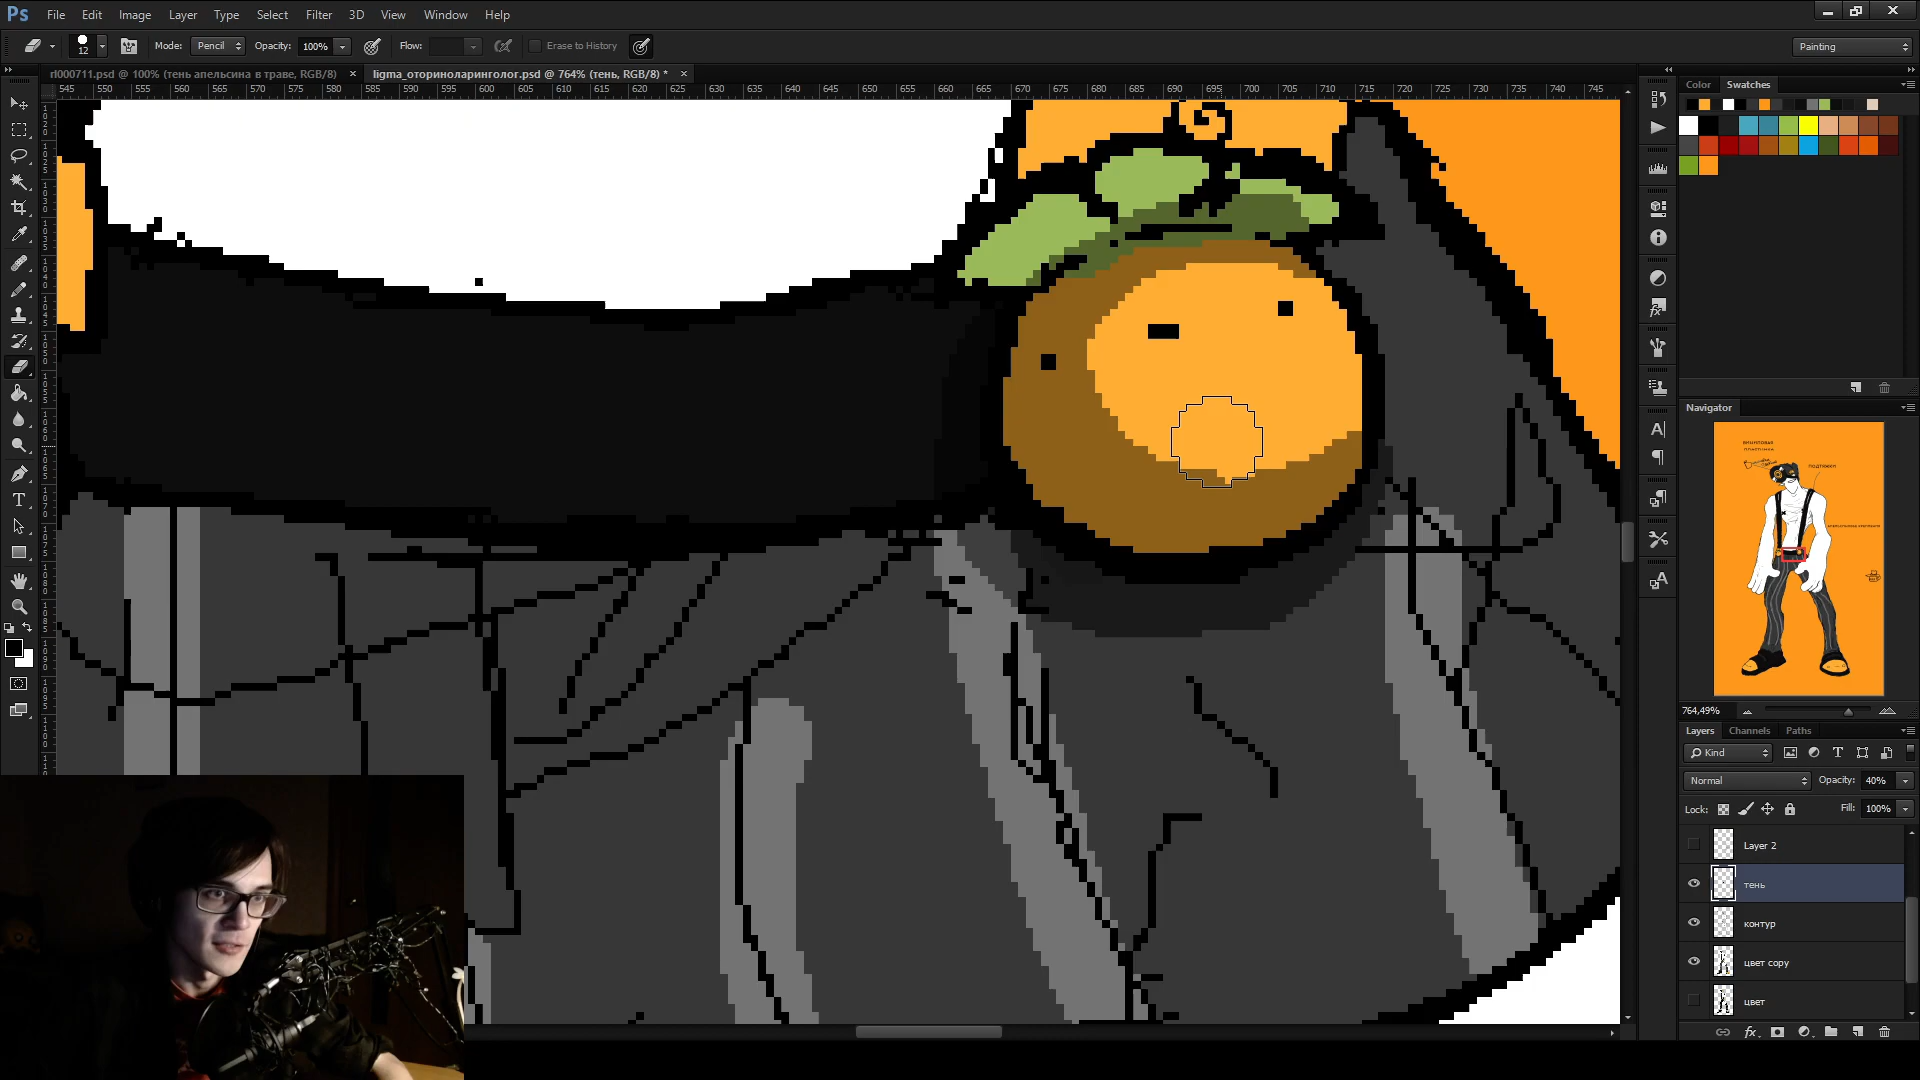 Ps File Edit Image Layer Type Select Filter 3D View Window Help
12 Mode: Pencil Opacity: 100% Flow: Erase to History Painting
rl000711.psd @ 100% (тень апельсина в траве, RGB/8) × ligma_оториноларинголог.psd @ 764% (тень, RGB/8) * ×
545 550 555 560 565 570 575 580 585 590 595 600 605 610 615 620 625 630 635 640 645 650 655 660 665 670 675 680 685 690 695 700 705 710 715 720 725 730 735 740 745
Color Swatches
Navigator
ПОДТЯЖКИ
764,49%
Layers Channels Paths
Kind
Normal Opacity: 40%
Lock: Fill: 100%
Layer 2
тень
контур
цвет copy
цвет